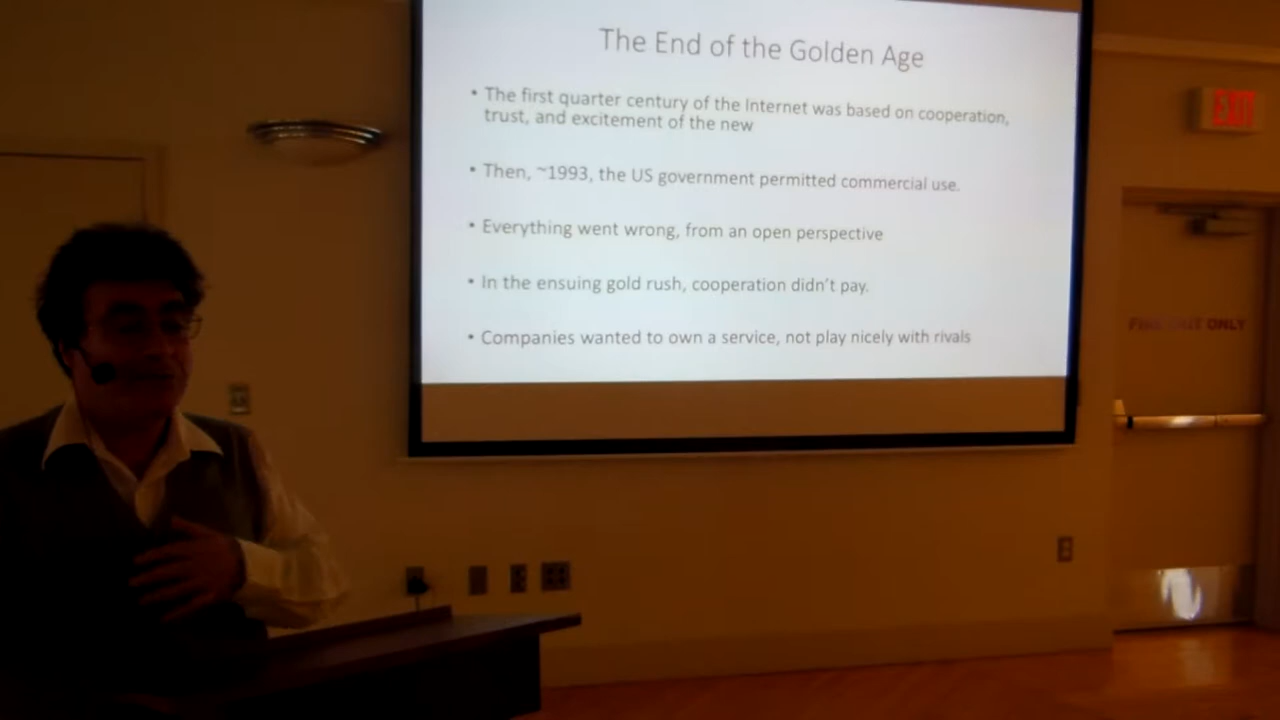 The End of the Golden Age
• The first quarter century of the Internet was based on cooperation,
trust, and excitement of the new
• Then, ~1993, the US government permitted commercial use.
• Everything went wrong, from an open perspective
• In the ensuing gold rush, cooperation didn't pay.
• Companies wanted to own a service, not play nicely with rivals
EXIT
FIRE EXIT ONLY